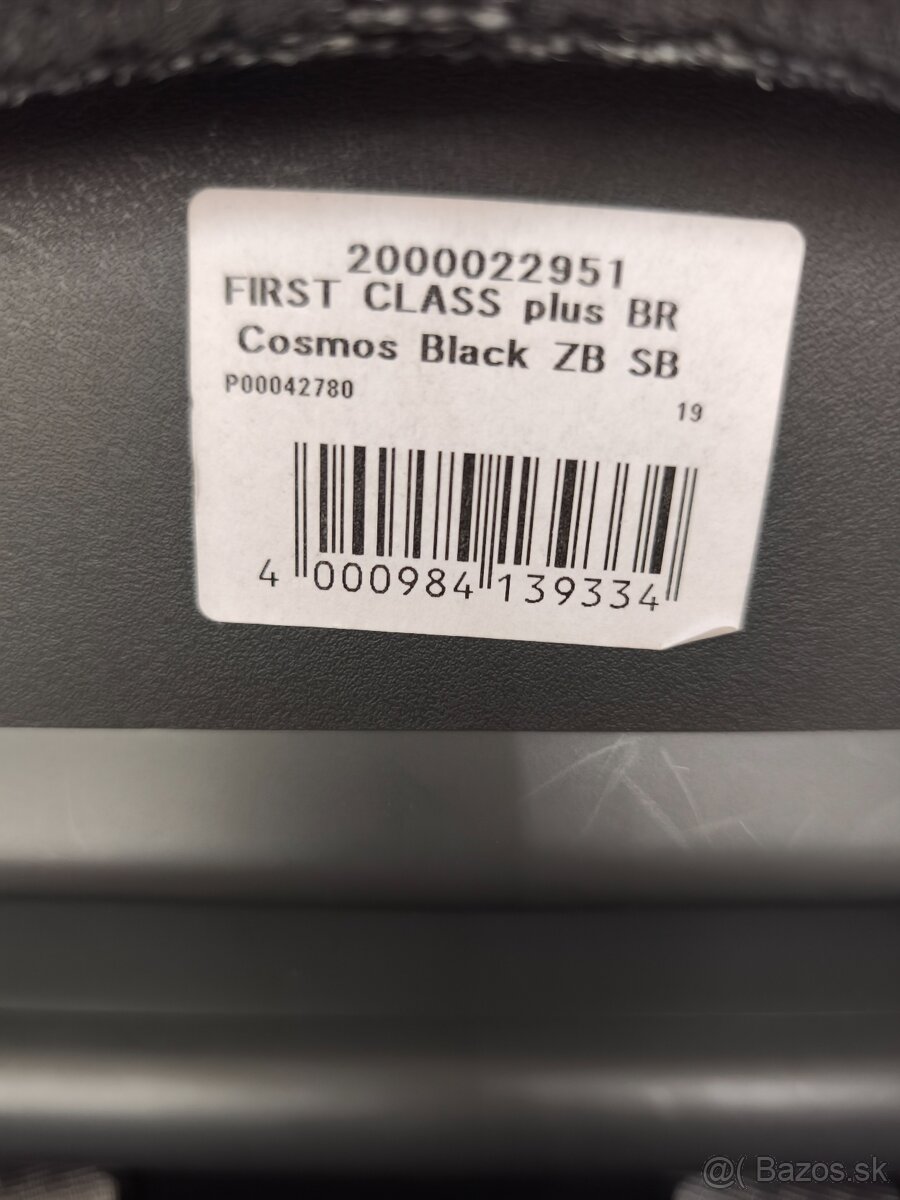 2000022951
FIRST CLASS plus BR
Cosmos Black ZB SB
P00042780
19
4 000984 139334
@( Bazos.sk